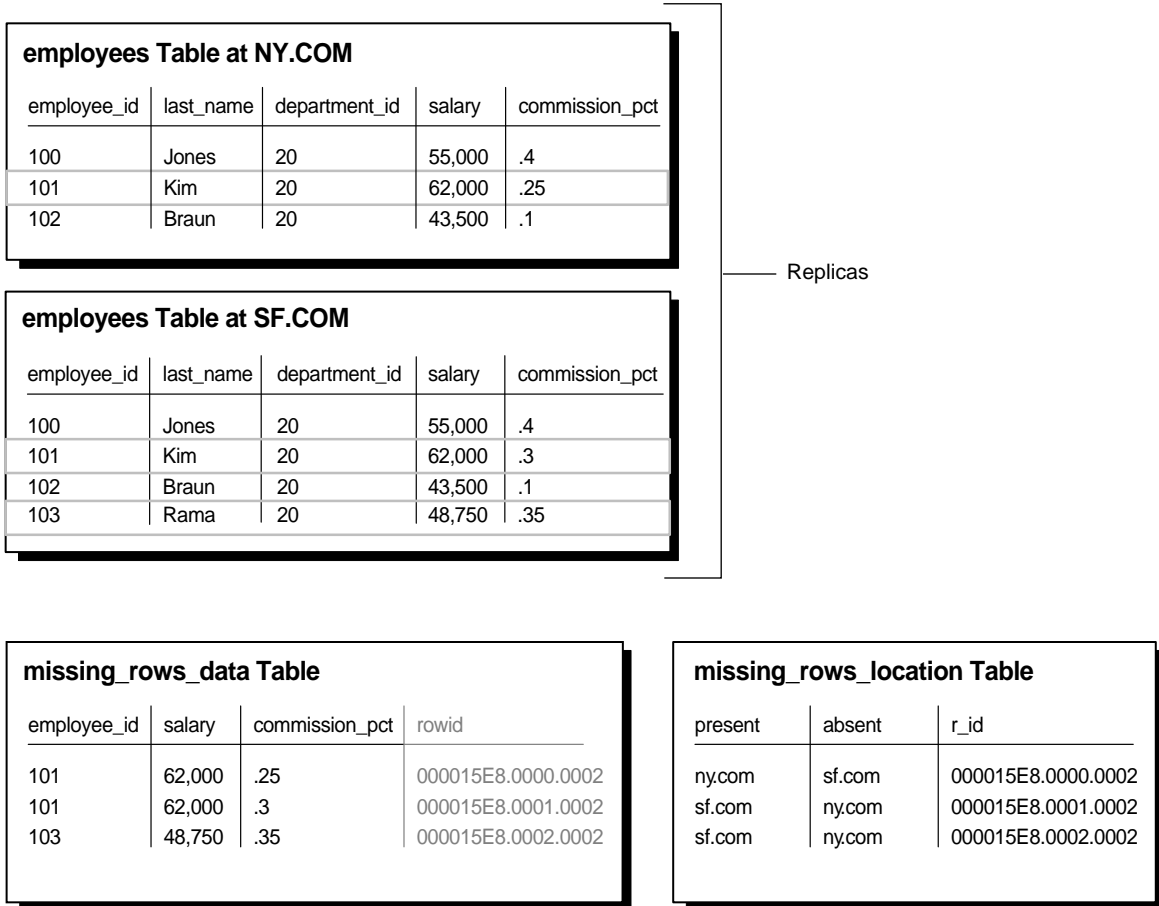 employees Table at NY.COM
employee_id last_name department_id salary commission_pct
100 Jones 20 55,000 .4
101 Kim 20 62,000 .25
102 Braun 20 43,500 .1
Replicas
employees Table at SF.COM
employee_id last_name department_id salary commission_pct
100 Jones 20 55,000 .4
101 Kim 20 62,000 .3
102 Braun 20 43,500 .1
103 Rama 20 48,750 .35
missing_rows_data Table
employee_id salary commission_pct rowid
101 62,000 .25 000015E8.0000.0002
101 62,000 .3 000015E8.0001.0002
103 48,750 .35 000015E8.0002.0002
missing_rows_location Table
present absent r_id
ny.com sf.com 000015E8.0000.0002
sf.com ny.com 000015E8.0001.0002
sf.com ny.com 000015E8.0002.0002